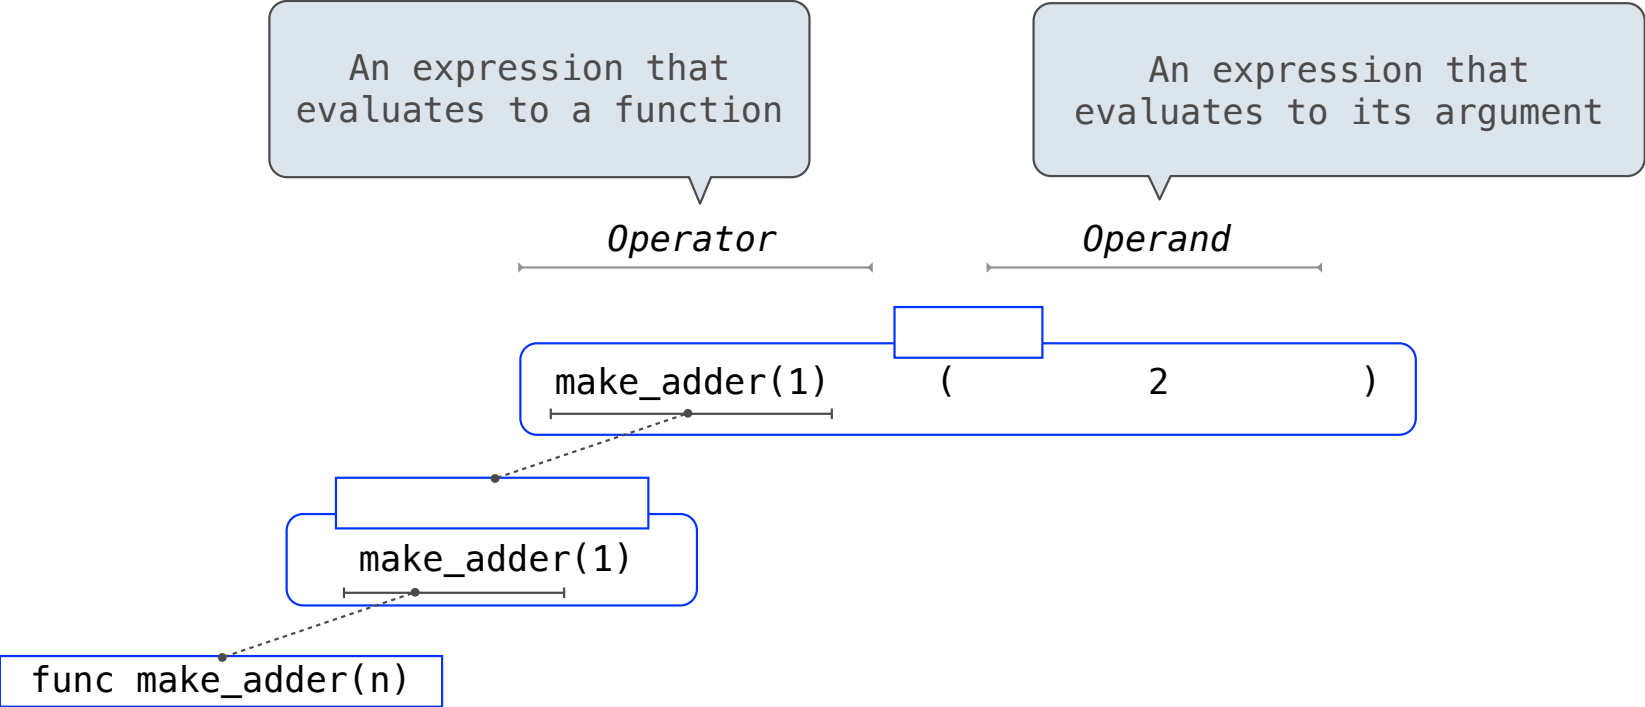 An expression that
evaluates to a function
An expression that
evaluates to its argument
Operator
Operand
make_adder(1) ( 2 )
make_adder(1)
func make_adder(n)